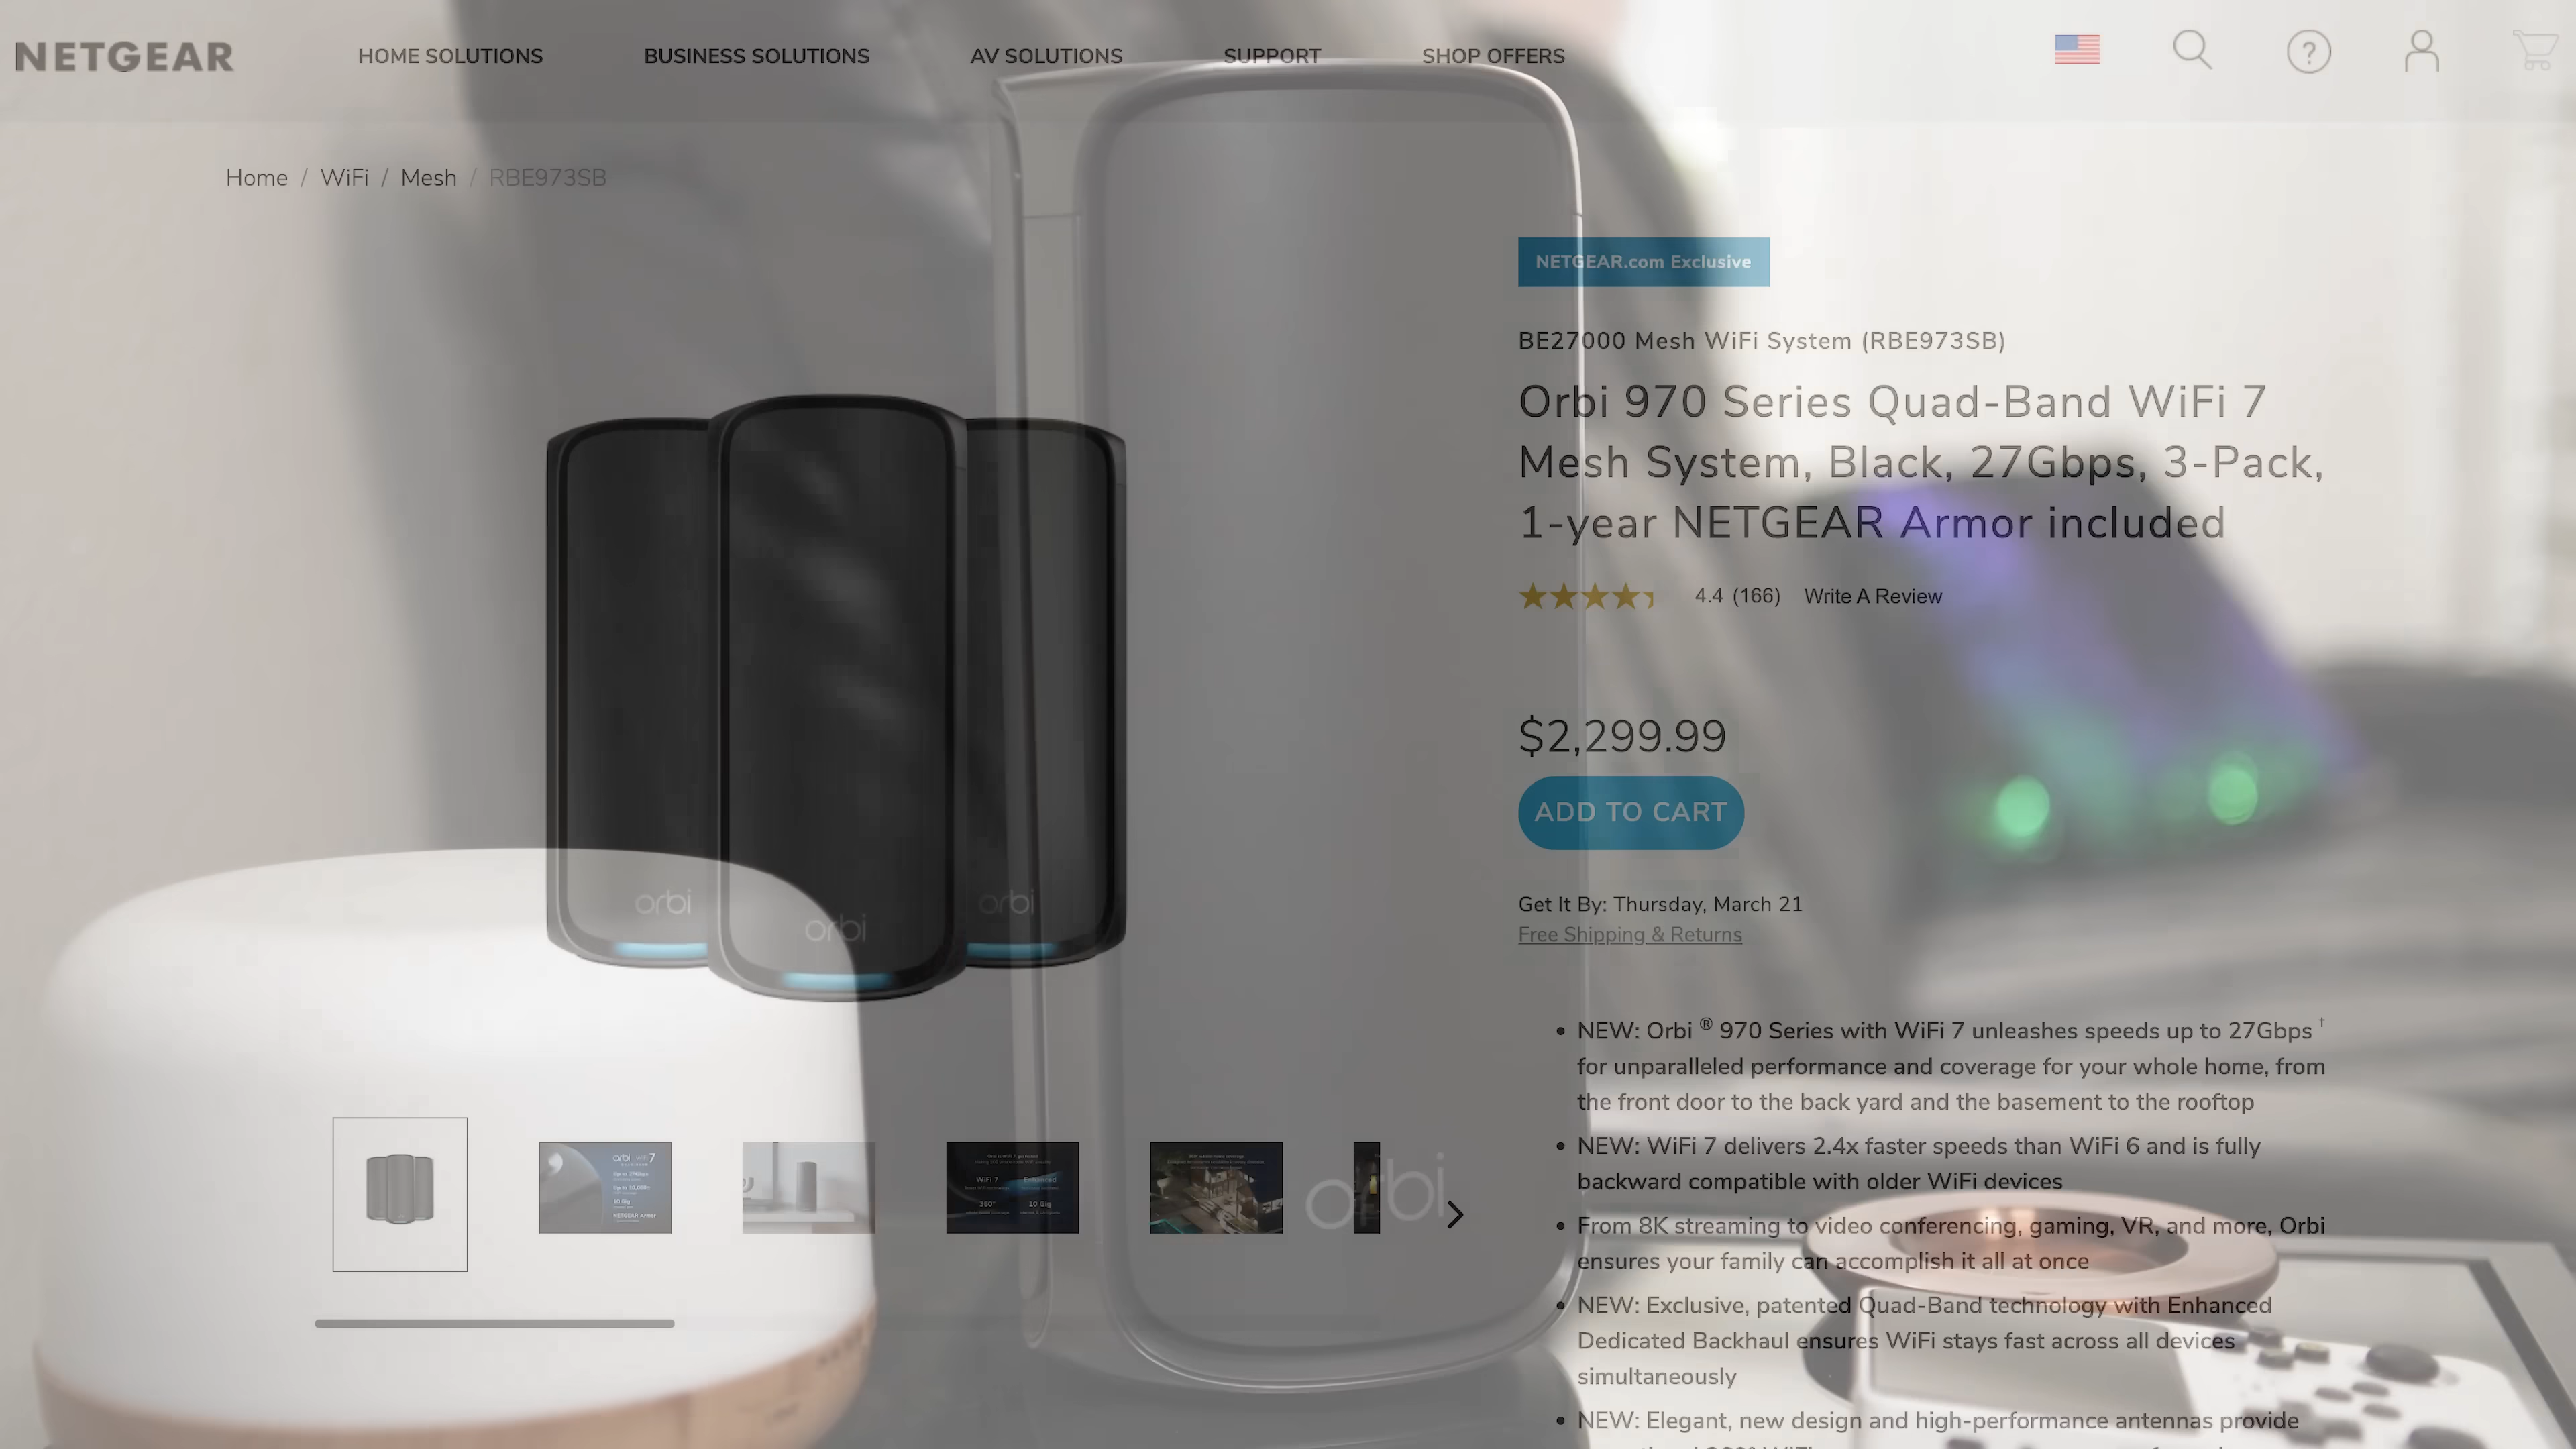 NETGEAR
HOME SOLUTIONS
BUSINESS SOLUTIONS
AV SOLUTIONS
SUPPORT
SHOP OFFERS
Home / WiFi / Mesh / RBE973SB
NETGEAR.com Exclusive
BE27000 Mesh WiFi System (RBE973SB)
Orbi 970 Series Quad-Band WiFi 7
Mesh System, Black, 27Gbps, 3-Pack,
1-year NETGEAR Armor included
4.4 (166) Write A Review
$2,299.99
ADD TO CART
Get It By: Thursday, March 21
Free Shipping & Returns
orbi
orbi
orbi
orbi
WiFi 7
360°
10 Gig
• NEW: Orbi ® 970 Series with WiFi 7 unleashes speeds up to 27Gbps †
for unparalleled performance and coverage for your whole home, from
the front door to the back yard and the basement to the rooftop
• NEW: WiFi 7 delivers 2.4x faster speeds than WiFi 6 and is fully
backward compatible with older WiFi devices
• From 8K streaming to video conferencing, gaming, VR, and more, Orbi
ensures your family can accomplish it all at once
• NEW: Exclusive, patented Quad-Band technology with Enhanced
Dedicated Backhaul ensures WiFi stays fast across all devices
simultaneously
• NEW: Elegant, new design and high-performance antennas provide